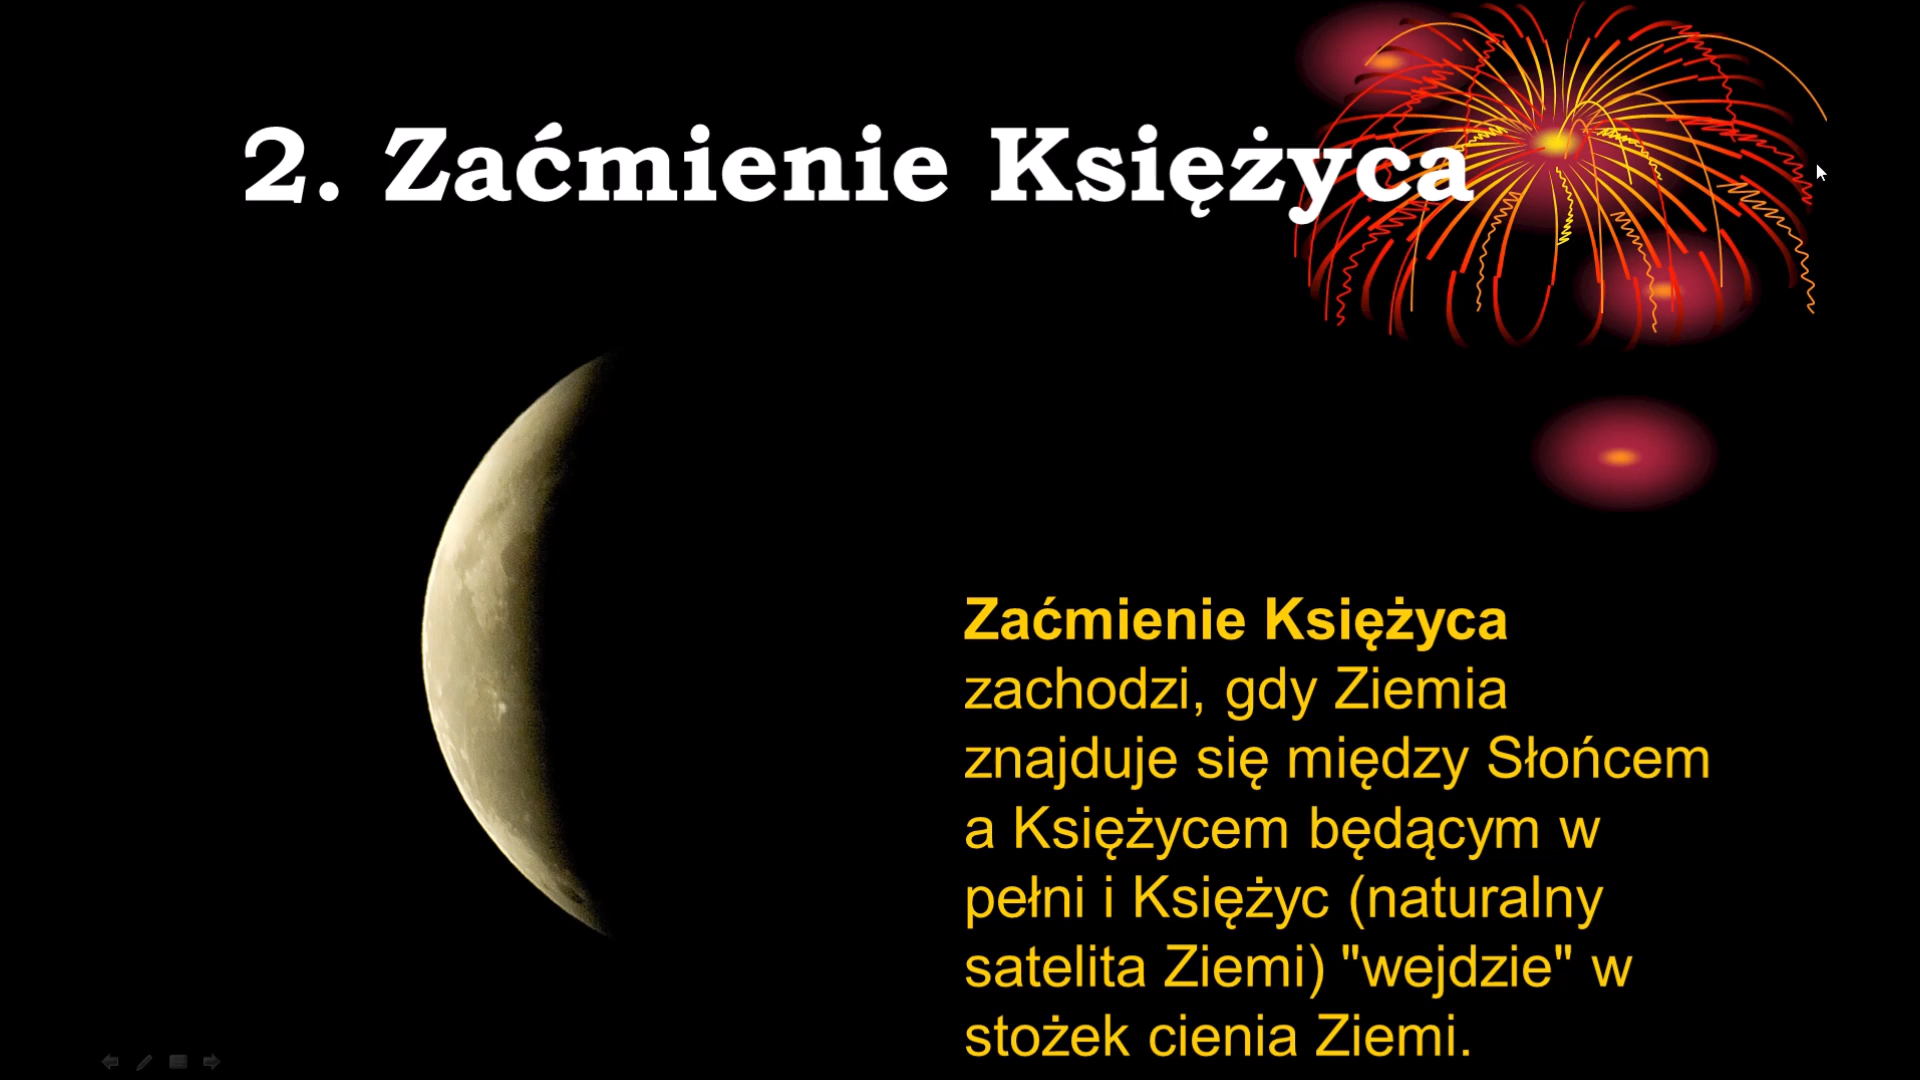 2. Zaćmienie Księżyca
Zaćmienie Księżyca
zachodzi, gdy Ziemia
znajduje się między Słońcem
a Księżycem będącym w
pełni i Księżyc (naturalny
satelita Ziemi) "wejdzie" w
stożek cienia Ziemi.